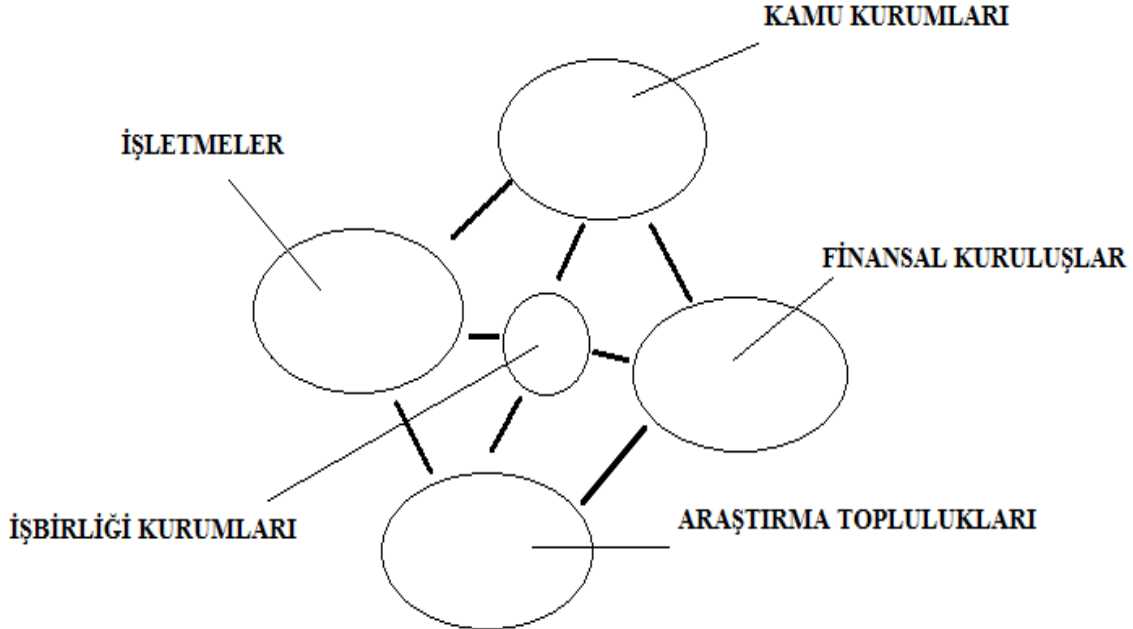 KAMU KURUMLARI
İŞLETMELER
FİNANSAL KURULUŞLAR
İŞBİRLİĞİ KURUMLARI
ARAŞTIRMA TOPLULUKLARI